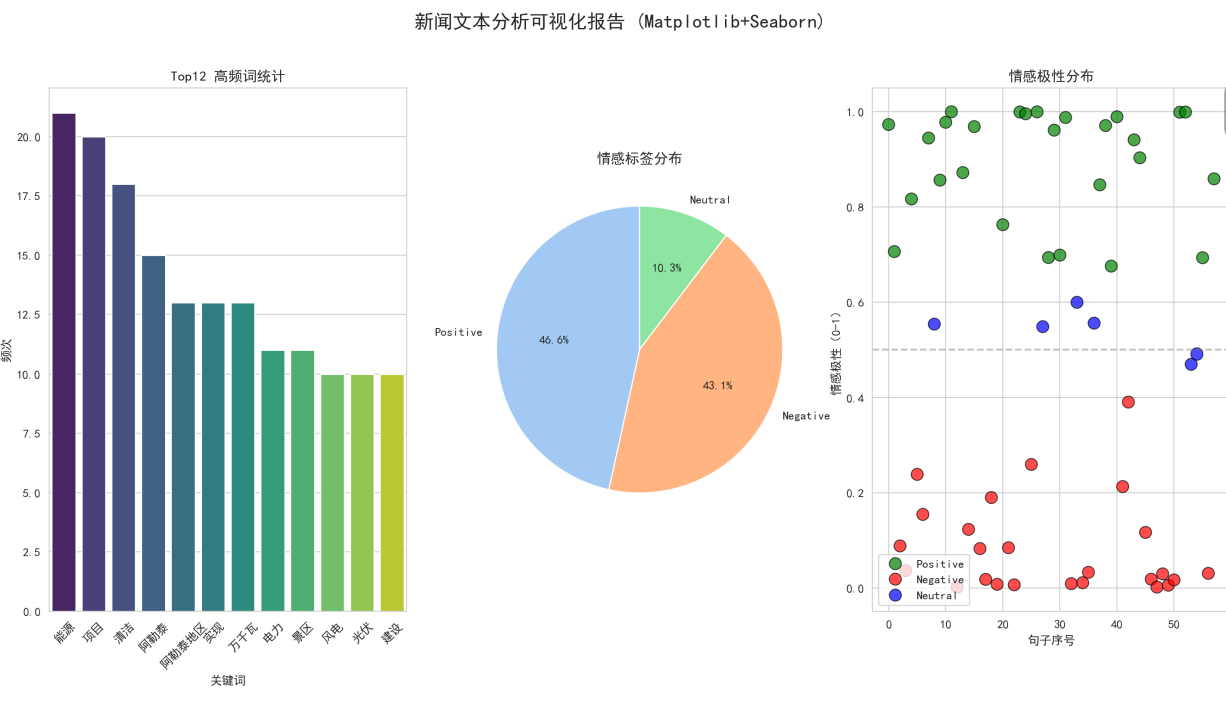 新闻文本分析可视化报告 (Matplotlib+Seaborn)
Top12 高频词统计
频次
20.0
17.5
15.0
12.5
10.0
7.5
5.0
2.5
0.0
能源
项目
清洁
阿勒泰
阿勒泰地区
实现
万千瓦
电力
景区
风电
光伏
建设
关键词
情感标签分布
Neutral
10.3%
Positive
46.6%
43.1%
Negative
情感极性分布
情感极性 (0-1)
1.0
0.8
0.6
0.4
0.2
0.0
Positive
Negative
Neutral
0
10
20
30
40
50
句子序号